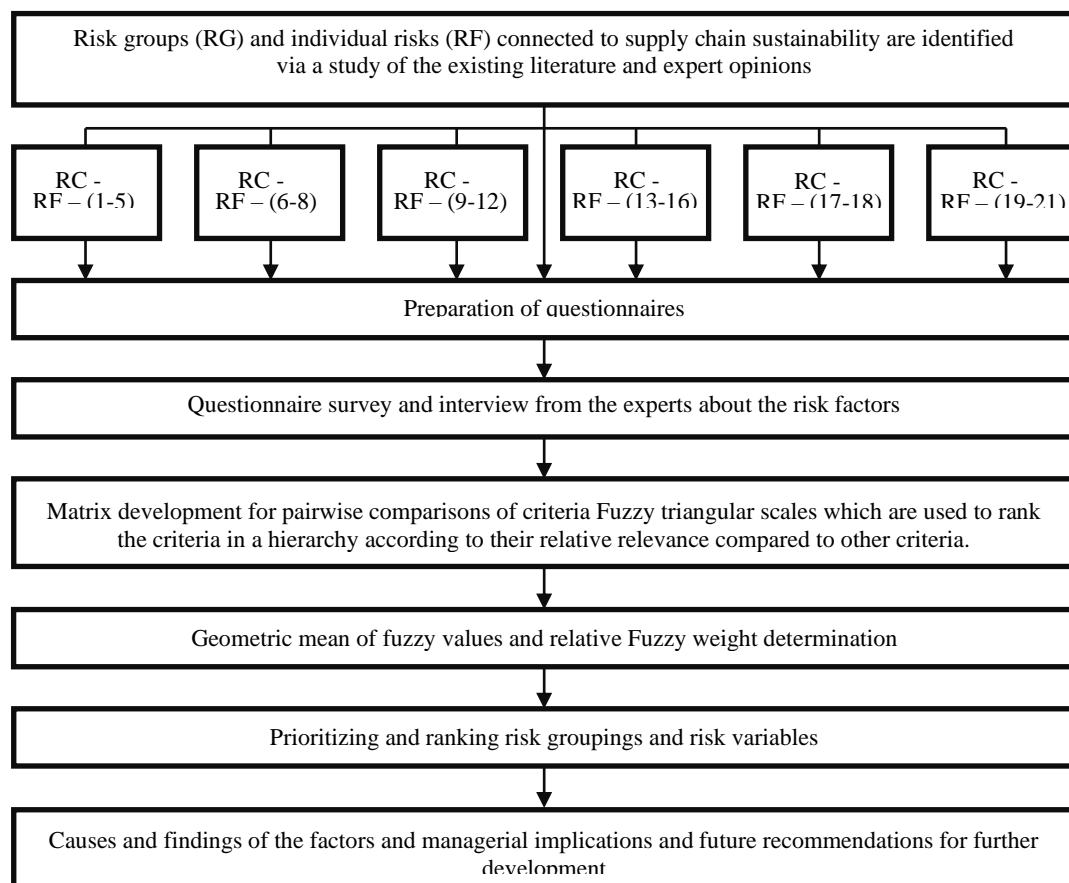 Risk groups (RG) and individual risks (RF) connected to supply chain sustainability are identified
via a study of the existing literature and expert opinions
RC -
RF – (1-5)
RC -
RF – (6-8)
RC -
RF – (9-12)
RC -
RF – (13-16)
RC -
RF – (17-18)
RC -
RF – (19-21)
Preparation of questionnaires
Questionnaire survey and interview from the experts about the risk factors
Matrix development for pairwise comparisons of criteria Fuzzy triangular scales which are used to rank
the criteria in a hierarchy according to their relative relevance compared to other criteria.
Geometric mean of fuzzy values and relative Fuzzy weight determination
Prioritizing and ranking risk groupings and risk variables
Causes and findings of the factors and managerial implications and future recommendations for further
development